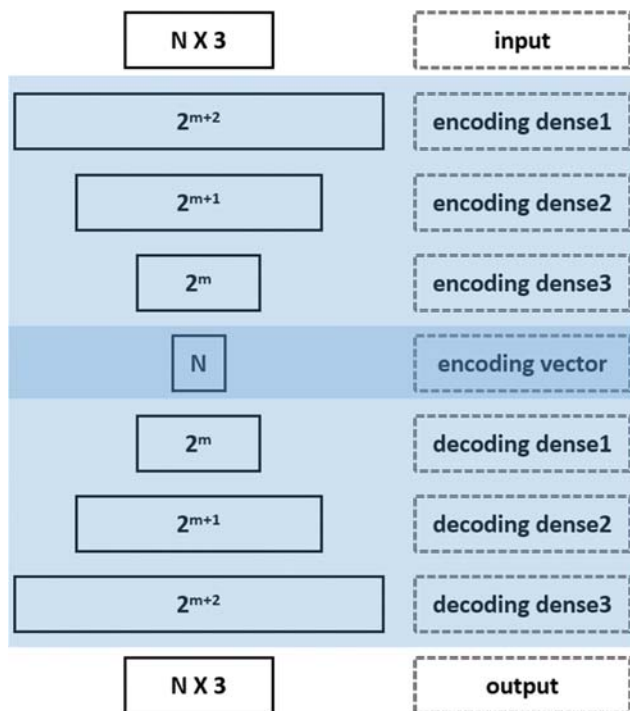 N X 3 input
2^{m+2} encoding dense1
2^{m+1} encoding dense2
2^m encoding dense3
N encoding vector
2^m decoding dense1
2^{m+1} decoding dense2
2^{m+2} decoding dense3
N X 3 output